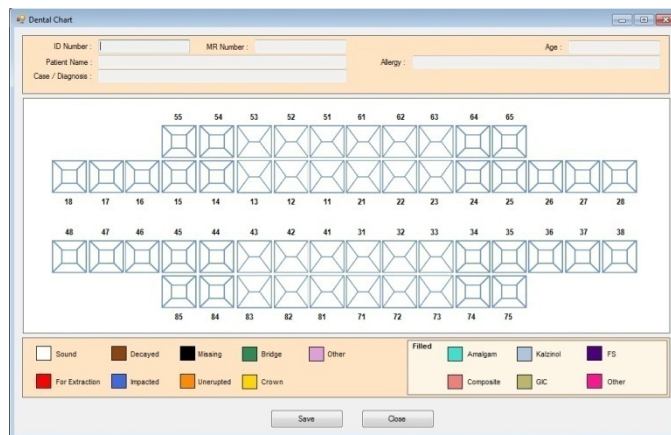 Dental Chart
ID Number : MR Number : Age :
Patient Name : Allergy :
Case / Diagnosis :
55 54 53 52 51 61 62 63 64 65
18 17 16 15 14 13 12 11 21 22 23 24 25 26 27 28
48 47 46 45 44 43 42 41 31 32 33 34 35 36 37 38
85 84 83 82 81 71 72 73 74 75
Sound Decayed Missing Bridge Other
For Extraction Impacted Unerupted Crown
Filled
Amalgam Kalzinol FS
Composite GIC Other
Save Close